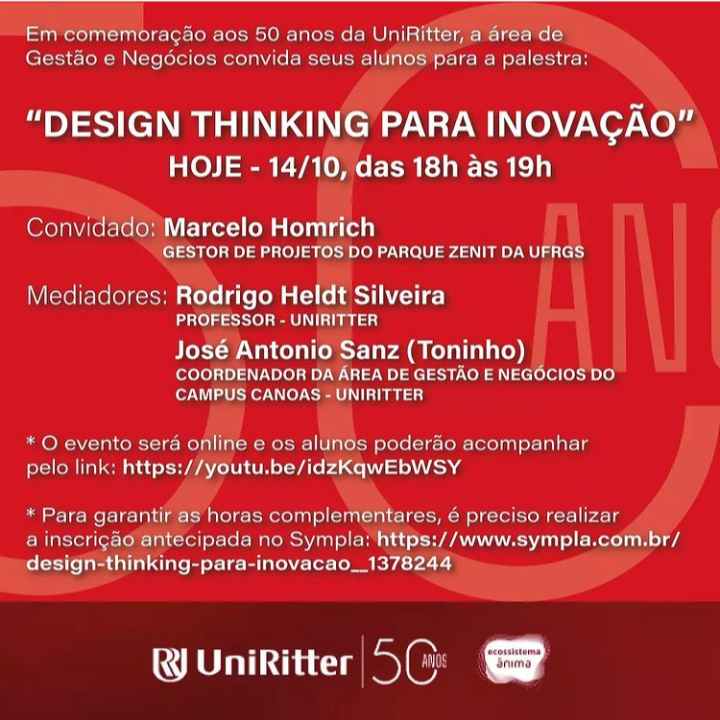 Em comemoração aos 50 anos da UniRitter, a área de
Gestão e Negócios convida seus alunos para a palestra:
“DESIGN THINKING PARA INOVAÇÃO”
HOJE - 14/10, das 18h às 19h
Convidado: Marcelo Homrich
GESTOR DE PROJETOS DO PARQUE ZENIT DA UFRGS
Mediadores: Rodrigo Heldt Silveira
PROFESSOR - UNIRITTER
José Antonio Sanz (Toninho)
COORDENADOR DA ÁREA DE GESTÃO E NEGÓCIOS DO
CAMPUS CANOAS - UNIRITTER
* O evento será online e os alunos poderão acompanhar
pelo link: https://youtu.be/idzKqwEbWSY
* Para garantir as horas complementares, é preciso realizar
a inscrição antecipada no Sympla: https://www.sympla.com.br/
design-thinking-para-inovacao__1378244
50 ANO
UniRitter 50 ANOS
ecossistema
ânima